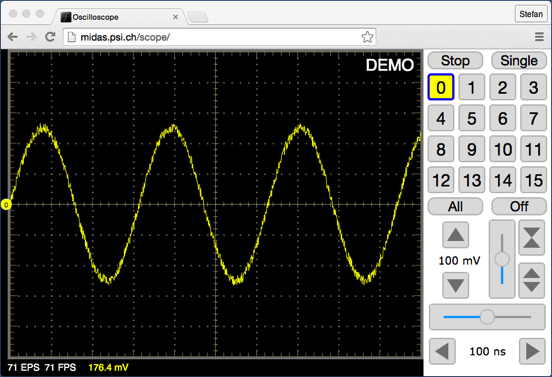 Oscilloscope
Stefan
midas.psi.ch/scope/
DEMO
Stop Single
0 1 2 3
4 5 6 7
8 9 10 11
12 13 14 15
All Off
0
100 mV
100 ns
71 EPS 71 FPS 176.4 mV